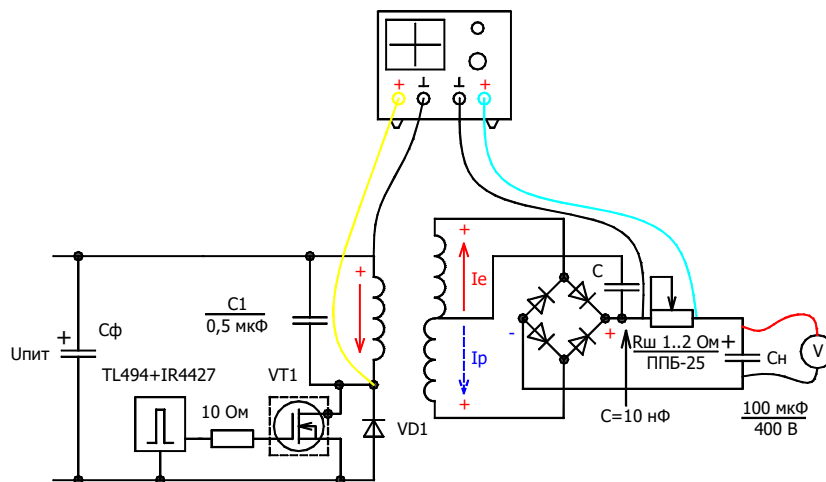 + ⊥ ⊥ +
+
C1
0,5 мкФ
+
Cф
Uпит
TL494+IR4427
VT1
10 Ом
VD1
+
Ie
Ip
+
C
-
+
Rш 1..2 Ом
ППБ-25
+
Cн
V
C=10 нФ
100 мкФ
400 В